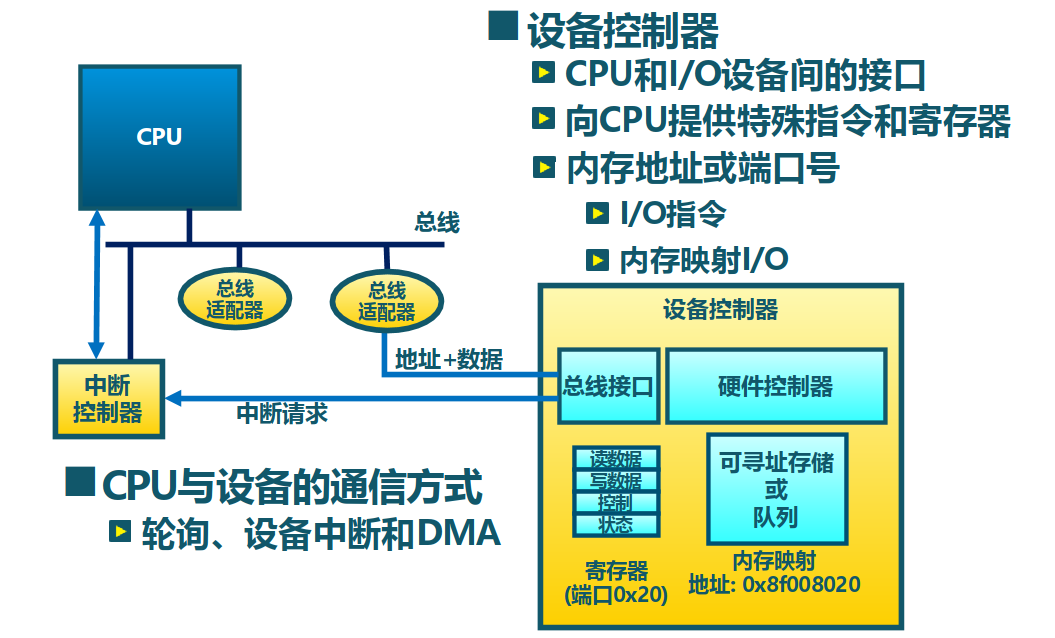 设备控制器
CPU和I/O设备间的接口
向CPU提供特殊指令和寄存器
内存地址或端口号
I/O指令
内存映射I/O
CPU
总线
总线
适配器
总线
适配器
地址+数据
中断
控制器
中断请求
设备控制器
总线接口
硬件控制器
读数据
写数据
控制
状态
可寻址存储
或
队列
寄存器
(端口0x20)
内存映射
地址: 0x8f008020
CPU与设备的通信方式
轮询、设备中断和DMA